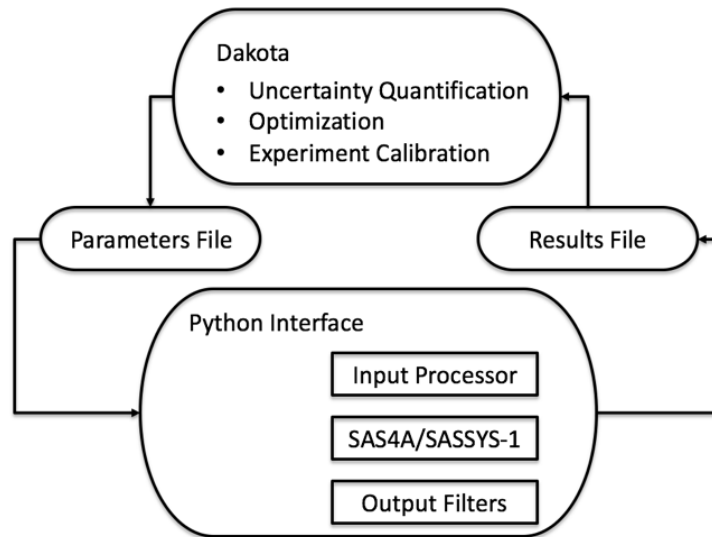 Dakota
• Uncertainty Quantification
• Optimization
• Experiment Calibration
Parameters File
Results File
Python Interface
Input Processor
SAS4A/SASSYS-1
Output Filters